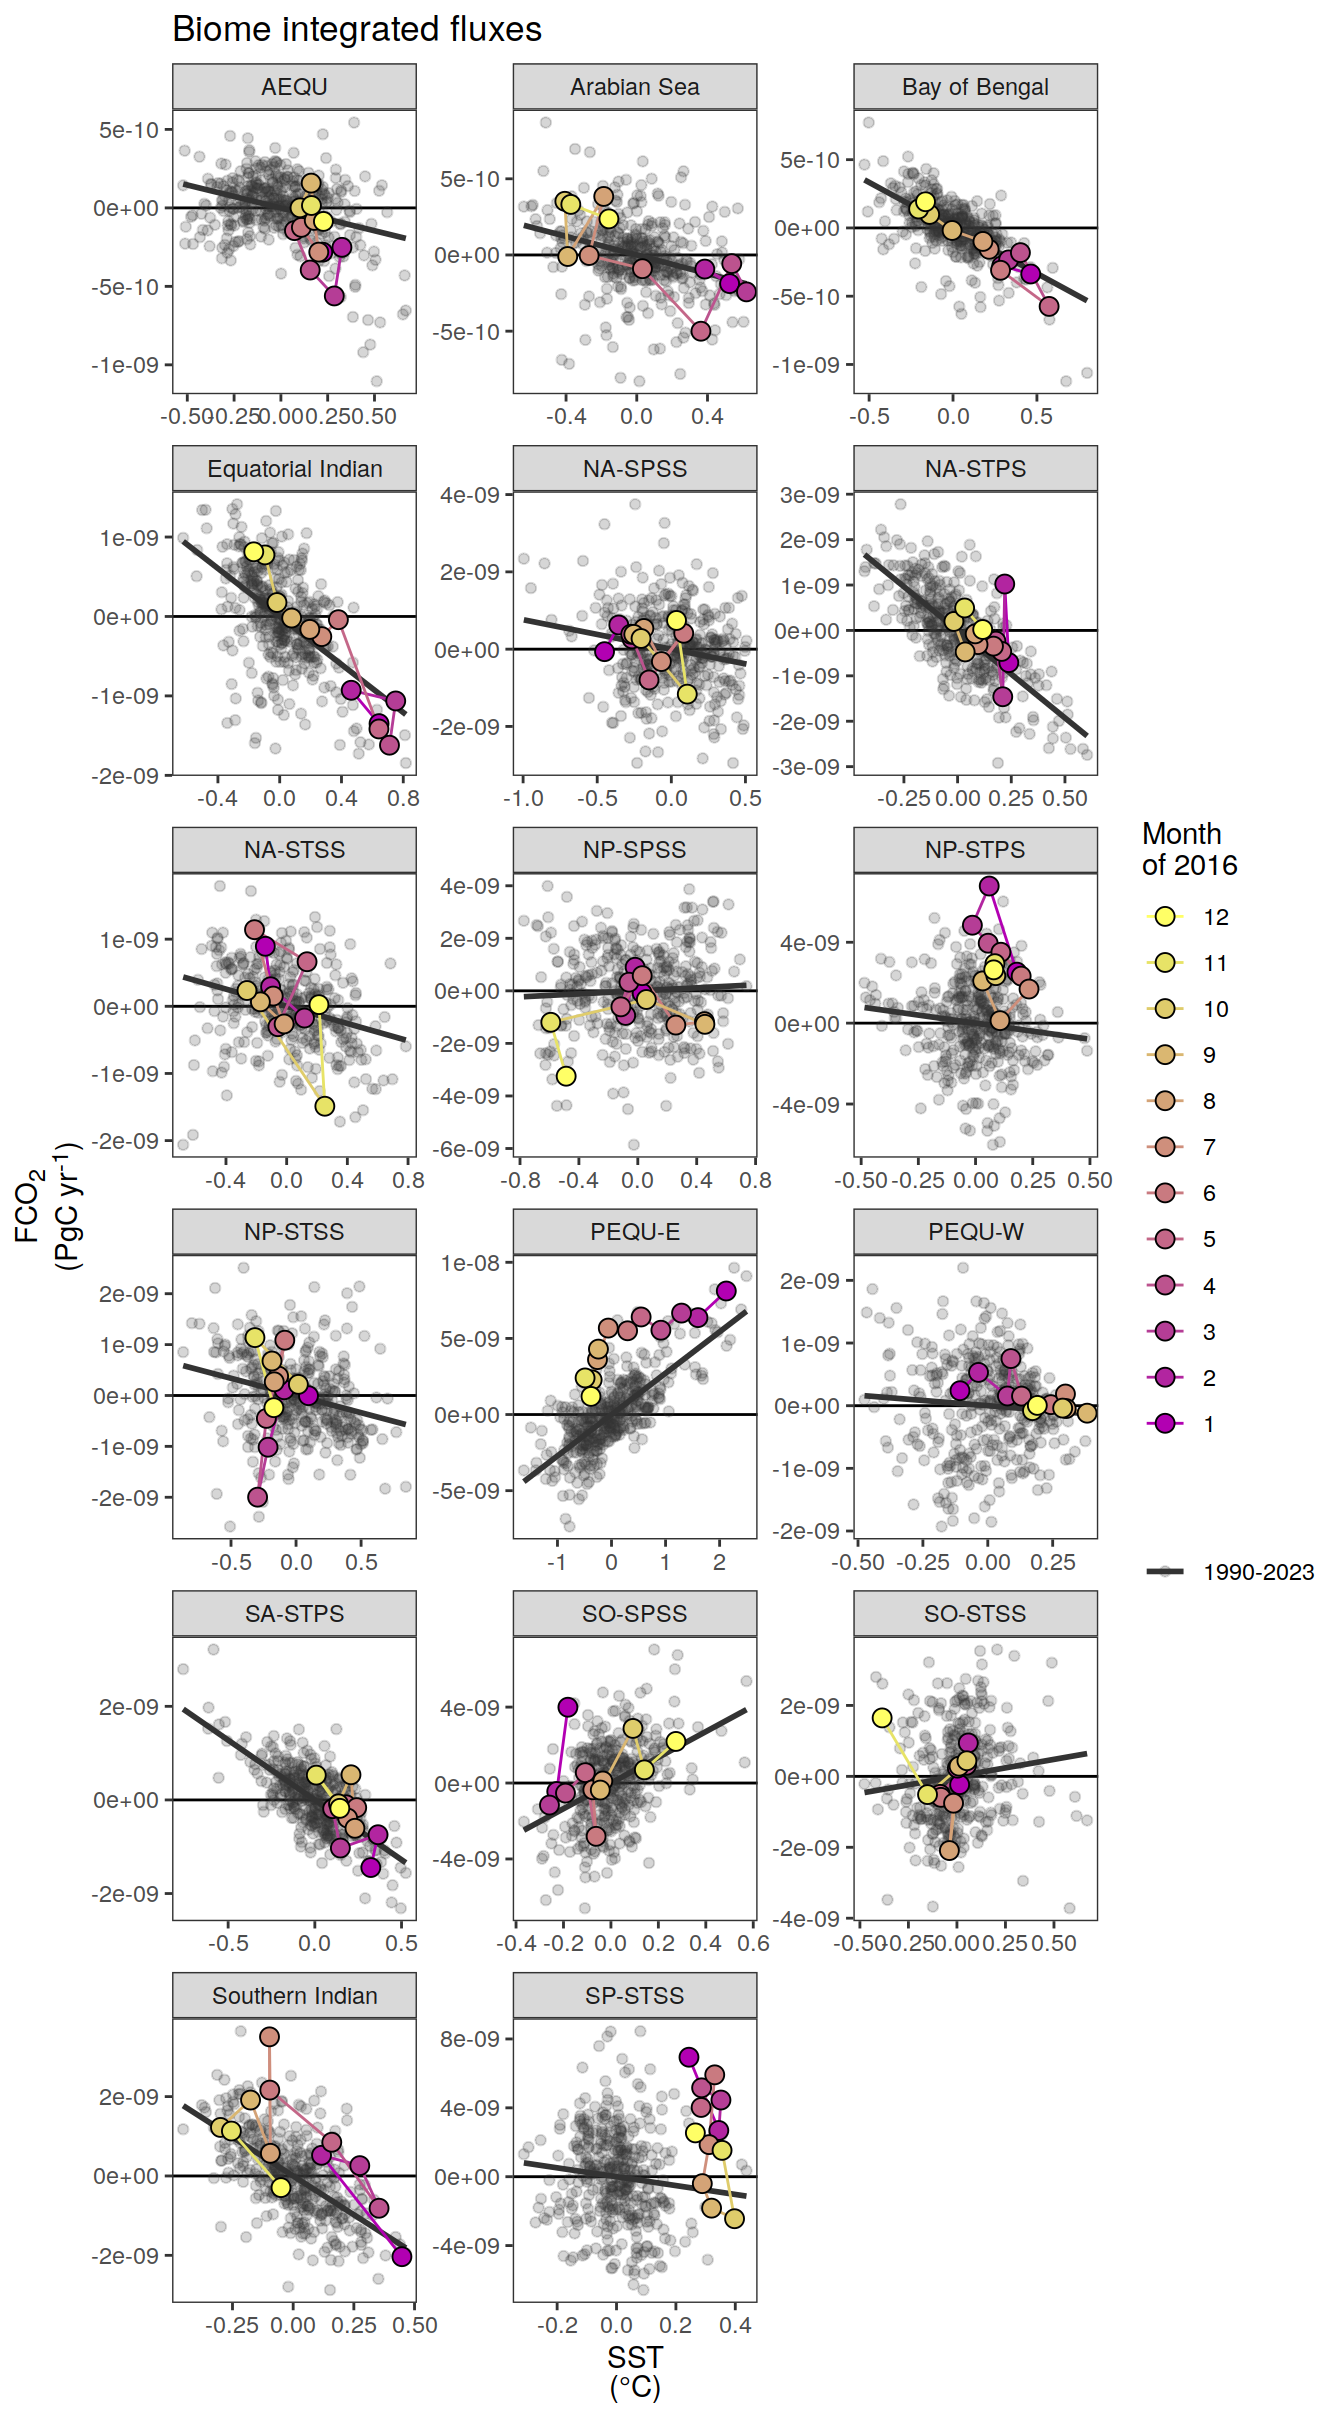 Biome integrated fluxes
AEQU
Arabian Sea
Bay of Bengal
5e-10
0e+00
-5e-10
-1e-09
-0.50 -0.25 0.00 0.25 0.50
5e-10
0e+00
-5e-10
-0.4 0.0 0.4
5e-10
0e+00
-5e-10
-1e-09
-0.5 0.0 0.5
Equatorial Indian
NA-SPSS
NA-STPS
1e-09
0e+00
-1e-09
-2e-09
-0.4 0.0 0.4 0.8
4e-09
2e-09
0e+00
-2e-09
-1.0 -0.5 0.0 0.5
3e-09
2e-09
1e-09
0e+00
-1e-09
-2e-09
-3e-09
-0.25 0.00 0.25 0.50
NA-STSS
NP-SPSS
NP-STPS
1e-09
0e+00
-1e-09
-2e-09
-0.4 0.0 0.4 0.8
4e-09
2e-09
0e+00
-2e-09
-4e-09
-6e-09
-0.8 -0.4 0.0 0.4 0.8
4e-09
0e+00
-4e-09
-0.50 -0.25 0.00 0.25 0.50
NP-STSS
PEQU-E
PEQU-W
2e-09
1e-09
0e+00
-1e-09
-2e-09
-0.5 0.0 0.5
1e-08
5e-09
0e+00
-5e-09
-1 0 1 2
2e-09
1e-09
0e+00
-1e-09
-2e-09
-0.50 -0.25 0.00 0.25
SA-STPS
SO-SPSS
SO-STSS
2e-09
0e+00
-2e-09
-0.5 0.0 0.5
4e-09
0e+00
-4e-09
-0.4 -0.2 0.0 0.2 0.4 0.6
2e-09
0e+00
-2e-09
-4e-09
-0.50 -0.25 0.00 0.25 0.50
Southern Indian
SP-STSS
2e-09
0e+00
-2e-09
-0.25 0.00 0.25 0.50
8e-09
4e-09
0e+00
-4e-09
-0.2 0.0 0.2 0.4
FCO₂
(PgC yr⁻¹)
SST
(°C)
Month
of 2016
12
11
10
9
8
7
6
5
4
3
2
1
1990-2023